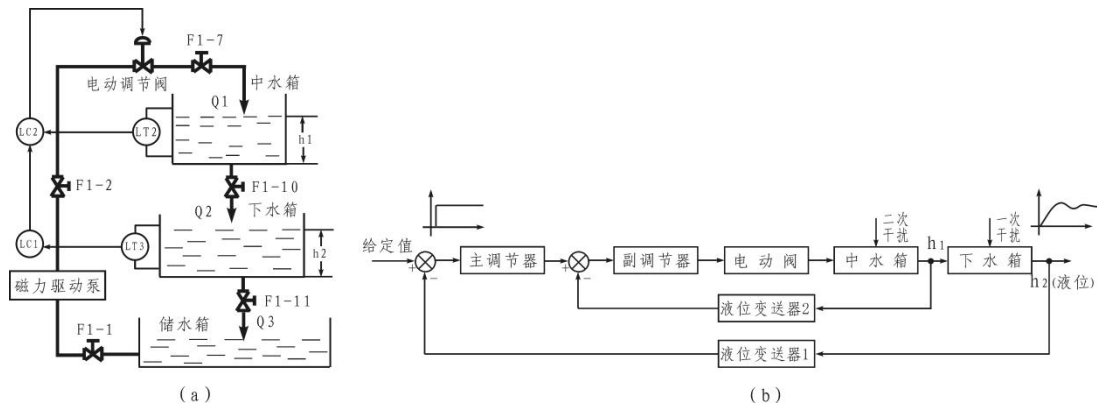 F1-7
电动调节阀
中水箱
Q1
LC2
LT2
h1
F1-2
F1-10
Q2
下水箱
LC1
LT3
h2
磁力驱动泵
F1-11
F1-1
储水箱
Q3
(a)
给定值
+
-
主调节器
+
-
副调节器
电动阀
二次
干扰
中水箱
h1
一次
干扰
下水箱
h2(液位)
液位变送器2
液位变送器1
(b)